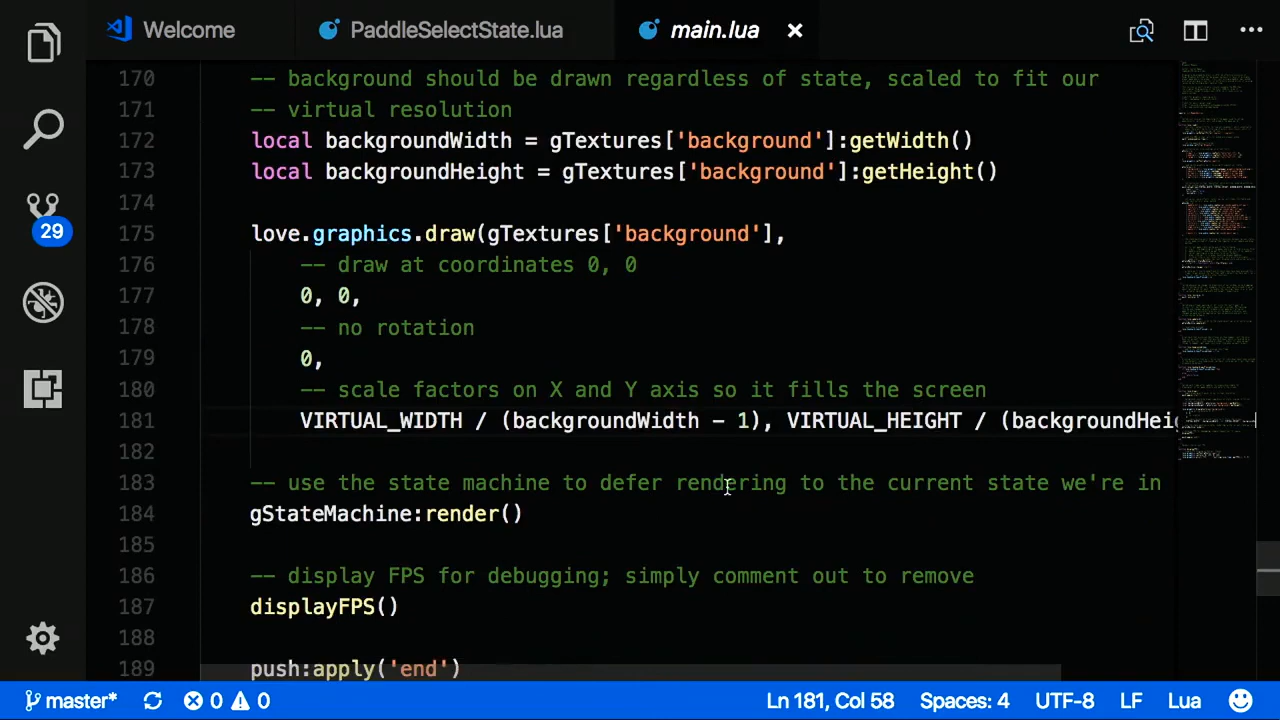 Welcome
PaddleSelectState.lua
main.lua
170 -- background should be drawn regardless of state, scaled to fit our
171 -- virtual resolution
172 local backgroundWidth = gTextures['background']:getWidth()
173 local backgroundHeight = gTextures['background']:getHeight()
174
175 love.graphics.draw(gTextures['background'],
176 -- draw at coordinates 0, 0
177 0, 0,
178 -- no rotation
179 0,
180 -- scale factors on X and Y axis so it fills the screen
181 VIRTUAL_WIDTH / ckgroundWidth - 1), VIRTUAL_HEIGHT / (backgroundHei
182
183 -- use the state machine to defer rendering to the current state we're in
184 gStateMachine:render()
185
186 -- display FPS for debugging; simply comment out to remove
187 displayFPS()
188
189 push:apply('end')
29
master* 0 0 Ln 181, Col 58 Spaces: 4 UTF-8 LF Lua